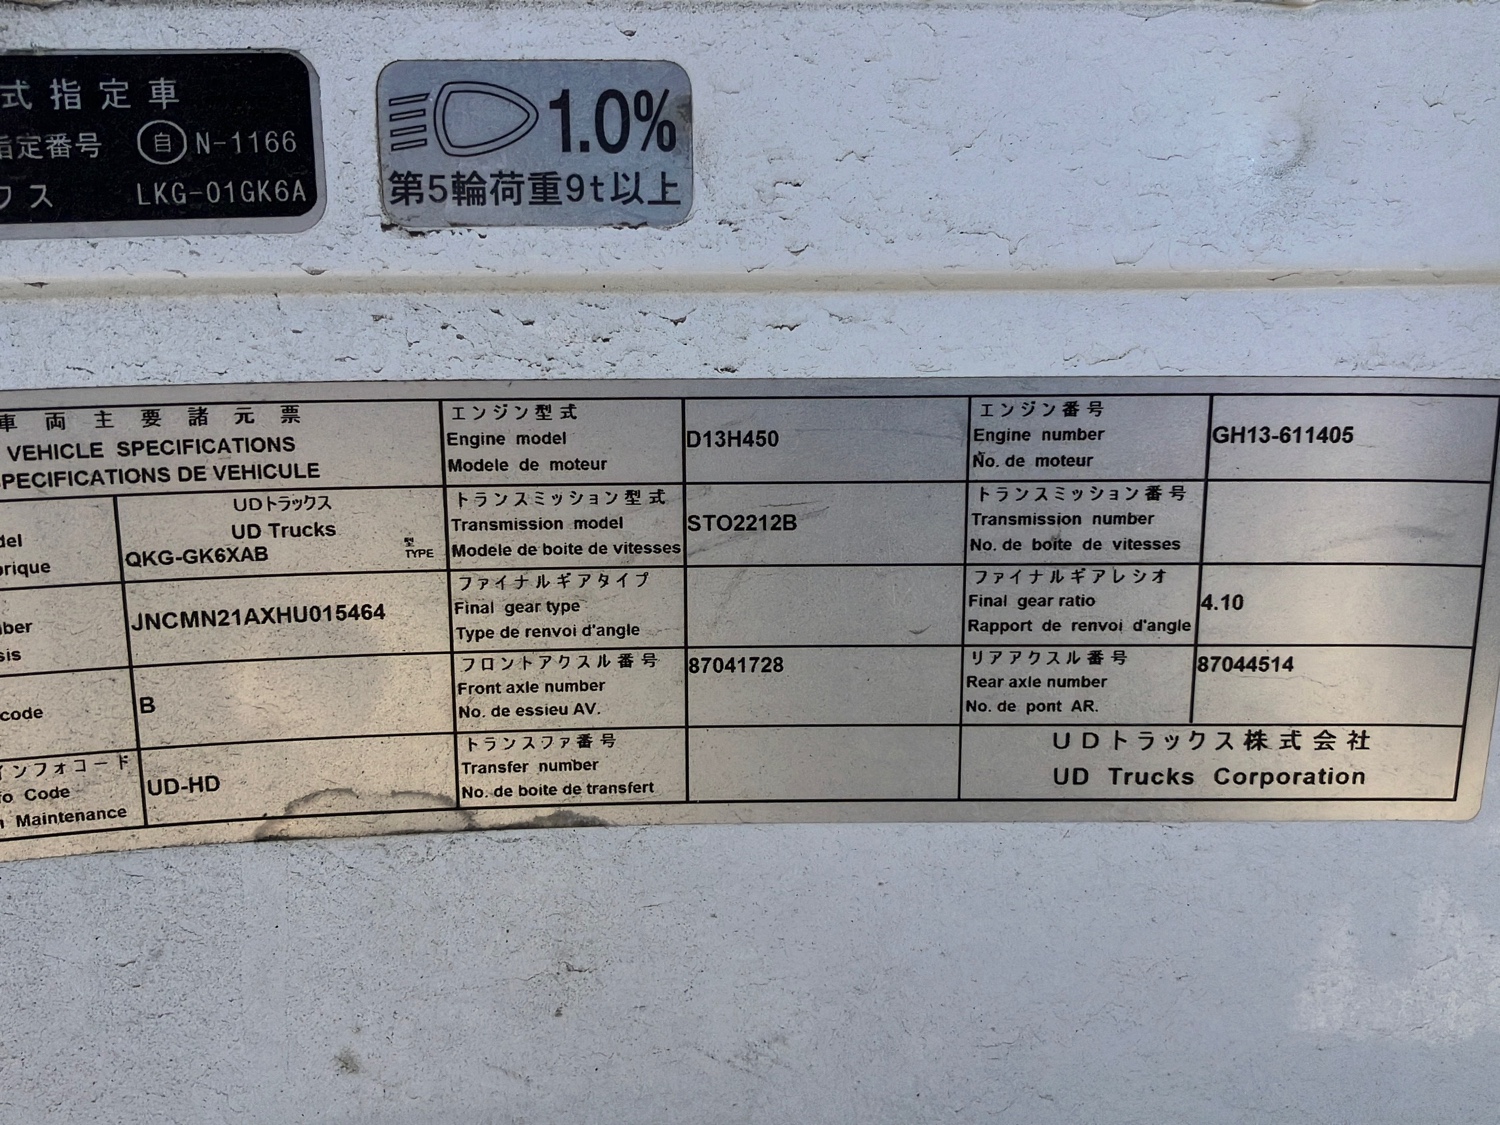 式指定車
指定番号 自 N-1166
クス LKG-01GK6A
1.0%
第5輪荷重9t以上
車両主要諸元票
VEHICLE SPECIFICATIONS
SPECIFICATIONS DE VEHICULE
エンジン型式
Engine model
Modele de moteur
D13H450
エンジン番号
Engine number
No. de moteur
GH13-611405
UDトラックス
UD Trucks
QKG-GK6XAB
型
TYPE
トランスミッション型式
Transmission model
Modele de boite de vitesses
STO2212B
トランスミッション番号
Transmission number
No. de boite de vitesses
JNCMN21AXHU015464
ファイナルギアタイプ
Final gear type
Type de renvoi d'angle
ファイナルギアレシオ
Final gear ratio
Rapport de renvoi d'angle
4.10
code
B
フロントアクスル番号
Front axle number
No. de essieu AV.
87041728
リアアクスル番号
Rear axle number
No. de pont AR.
87044514
インフォコード
Code
Maintenance
UD-HD
トランスファ番号
Transfer number
No. de boite de transfert
UDトラックス株式会社
UD Trucks Corporation